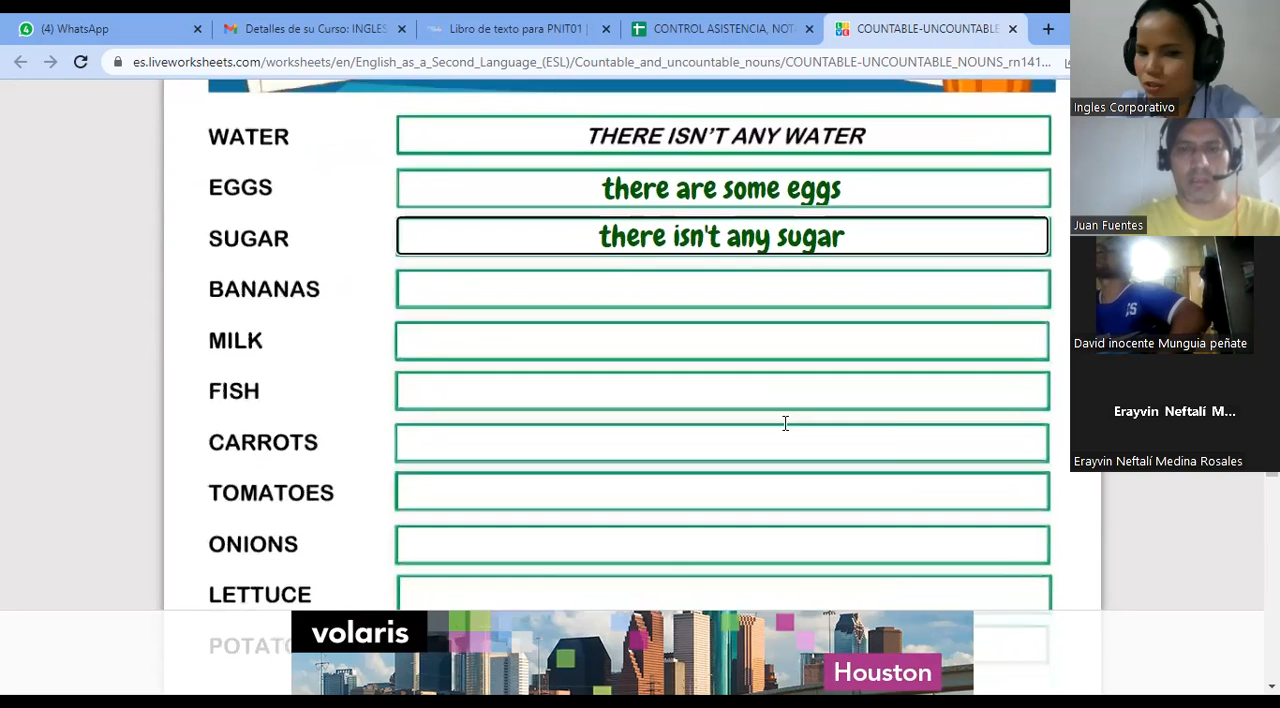 (4) WhatsApp
Detalles de su Curso: INGLES
Libro de texto para PNIT01 |
CONTROL ASISTENCIA, NOT
COUNTABLE-UNCOUNTABLE
es.liveworksheets.com/worksheets/en/English_as_a_Second_Language_(ESL)/Countable_and_uncountable_nouns/COUNTABLE-UNCOUNTABLE_NOUNS_rn141...
Ingles Corporativo
WATER
THERE ISN'T ANY WATER
EGGS
there are some eggs
SUGAR
there isn't any sugar
BANANAS
MILK
FISH
CARROTS
TOMATOES
ONIONS
LETTUCE
POTATO
Juan Fuentes
David inocente Munguia peñate
Erayvin Neftalí M...
Erayvin Neftalí Medina Rosales
volaris
Houston